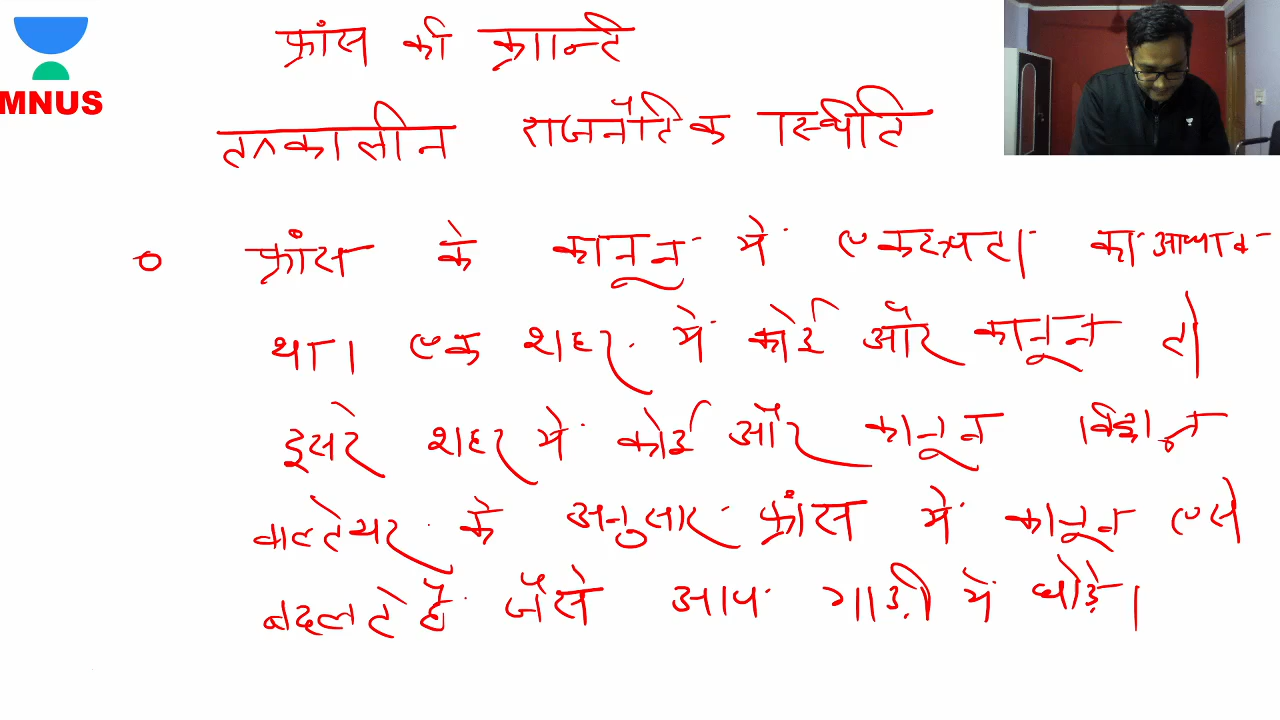 MNUS
फ्रांस की क्रान्ति
तत्कालीन राजनैतिक स्थिति
फ्रांस के कानून में एकरूपता का अभाव
था। एक शहर में कोई और कानून तो
दूसरे शहर में कोई और कानून विद्वान
वाल्तेयर के अनुसार फ्रांस में कानून ऐसे
बदलते हैं जैसे आप गाड़ी में घोड़े।